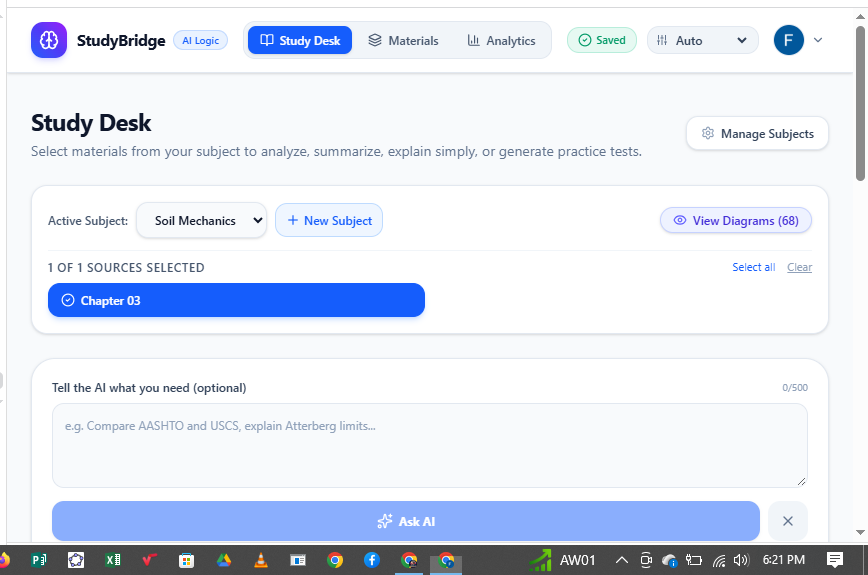 StudyBridge AI Logic Study Desk Materials Analytics Saved Auto F
Study Desk
Select materials from your subject to analyze, summarize, explain simply, or generate practice tests.
Manage Subjects
Active Subject: Soil Mechanics + New Subject View Diagrams (68)
1 OF 1 SOURCES SELECTED Select all Clear
Chapter 03
Tell the AI what you need (optional) 0/500
e.g. Compare AASHTO and USCS, explain Atterberg limits...
Ask AI
AW01 6:21 PM